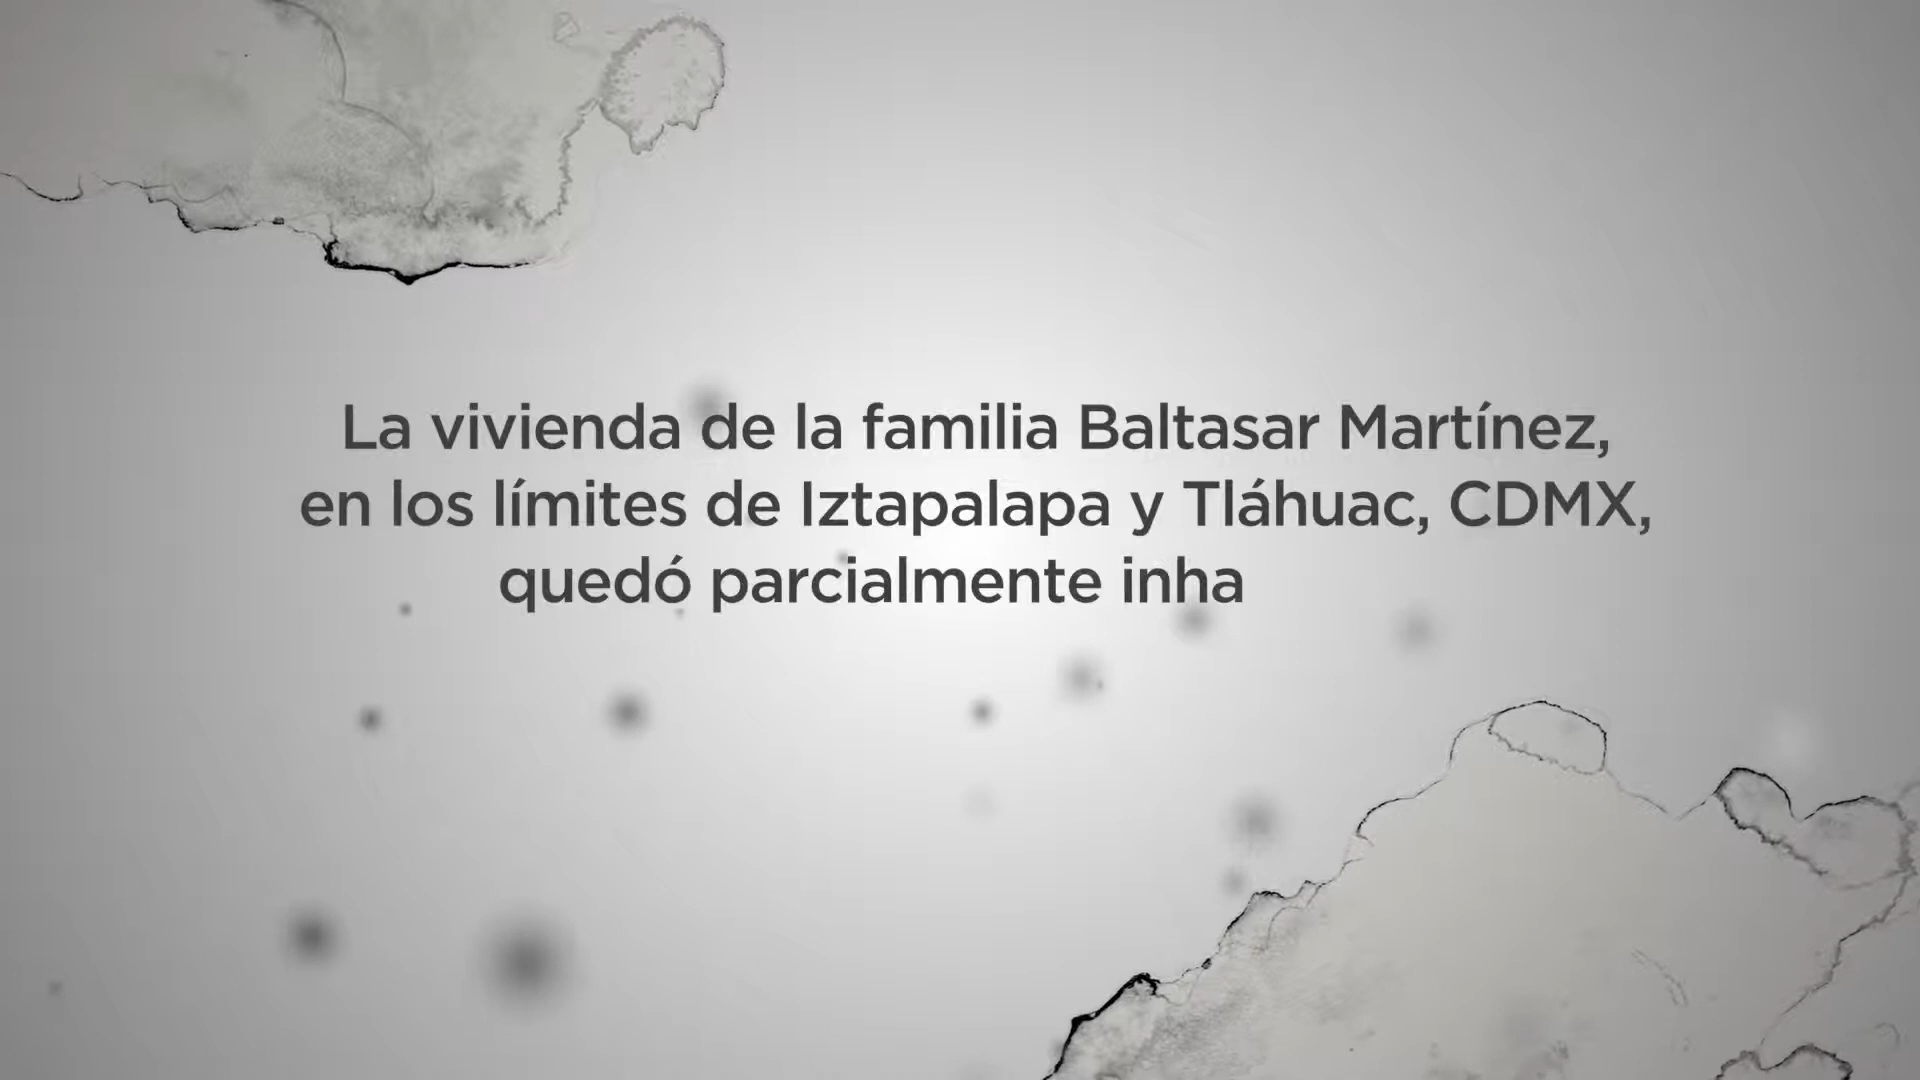 La vivienda de la familia Baltasar Martínez,
en los límites de Iztapalapa y Tláhuac, CDMX,
quedó parcialmente inha